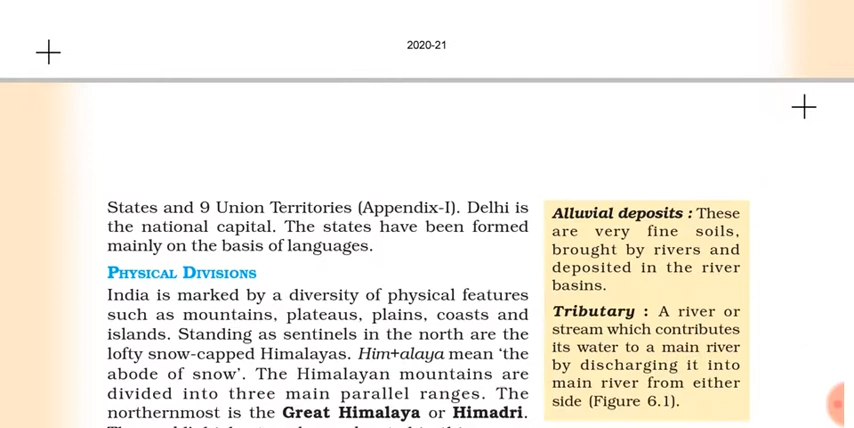 2020-21
States and 9 Union Territories (Appendix-I). Delhi is
the national capital. The states have been formed
mainly on the basis of languages.
PHYSICAL DIVISIONS
India is marked by a diversity of physical features
such as mountains, plateaus, plains, coasts and
islands. Standing as sentinels in the north are the
lofty snow-capped Himalayas. Him+alaya mean ‘the
abode of snow’. The Himalayan mountains are
divided into three main parallel ranges. The
northernmost is the Great Himalaya or Himadri.
Alluvial deposits : These
are very fine soils,
brought by rivers and
deposited in the river
basins.
Tributary : A river or
stream which contributes
its water to a main river
by discharging it into
main river from either
side (Figure 6.1).